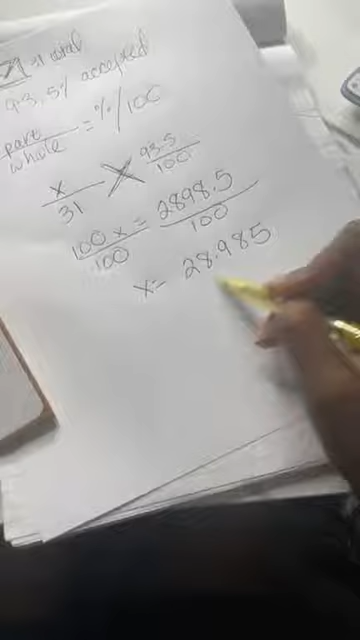 31 total
93.5% accepted
part/whole = %/100
x/31 93.5/100
100x/100 = 2898.5/100
x = 28.985